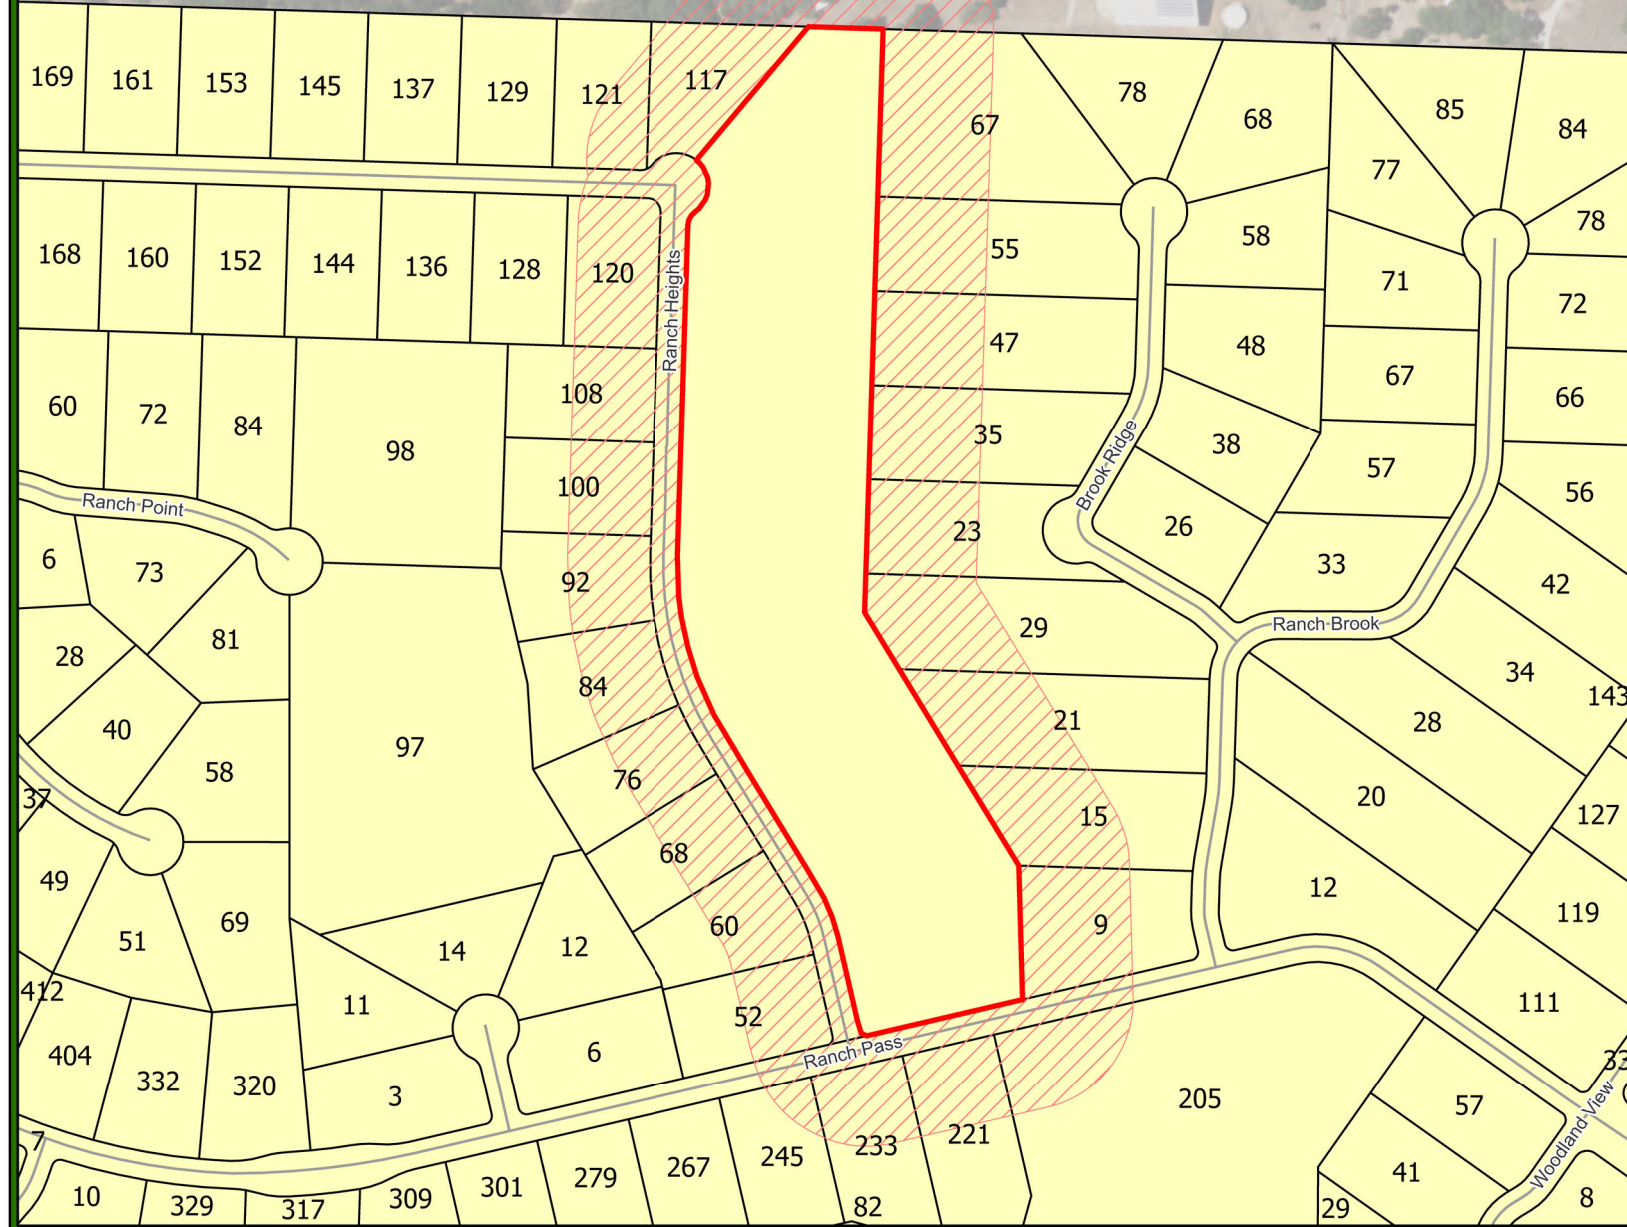 169 161 153 145 137 129 121 117 67 78 68 77 85 84
78
168 160 152 144 136 128 120 Ranch Heights 55 58 71 72
47 48 67 66
60 72 84 98 108 35 38 57 56
Brook Ridge
Ranch Point 100 23 26
6 73 92 33 42
28 81 29 Ranch Brook
84 34 143
40 97 21 28
58 76 20 127
37 15
49 68 12 119
51 69 14 12 60 9
412 11 52 111
404 6 Ranch Pass 33
332 320 3 205 57
7 245 233 221 Woodland View
10 329 317 309 301 279 267 82 41 29 8